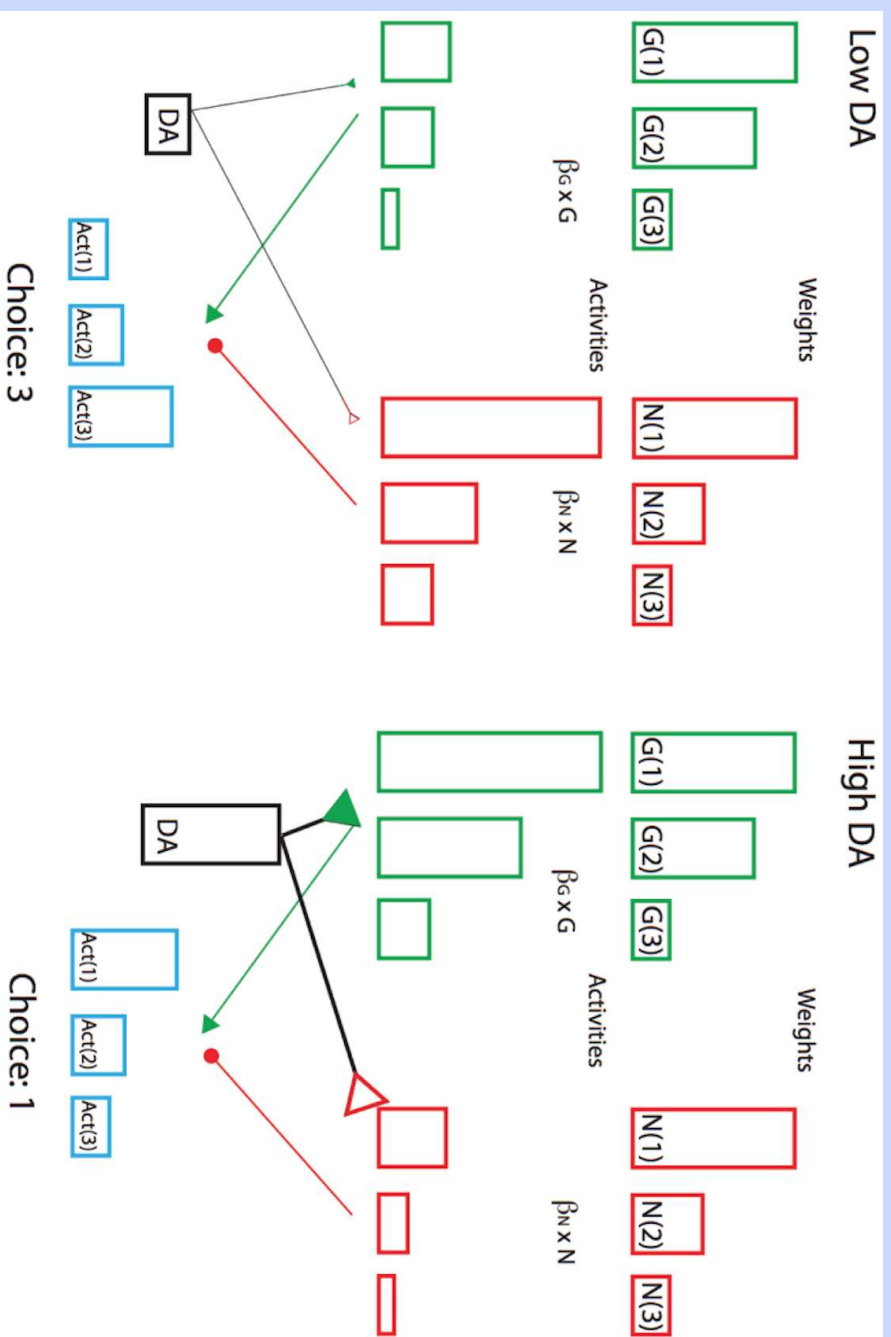 Low DA
Weights
G(1) G(2) G(3) N(1) N(2) N(3)
Activities
βG x G βN x N
DA
Act(1) Act(2) Act(3)
Choice: 3
High DA
Weights
G(1) G(2) G(3) N(1) N(2) N(3)
Activities
βG x G βN x N
DA
Act(1) Act(2) Act(3)
Choice: 1